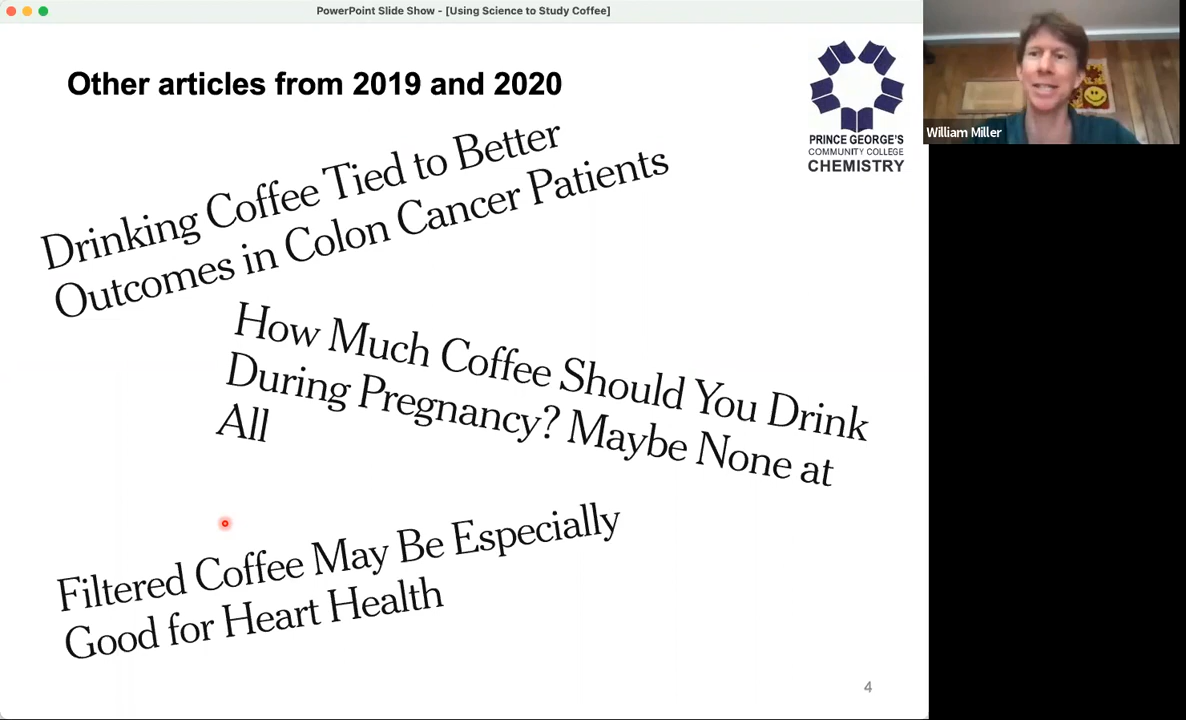 PowerPoint Slide Show - [Using Science to Study Coffee]
Other articles from 2019 and 2020
PRINCE GEORGE'S
COMMUNITY COLLEGE
CHEMISTRY
William Miller
Drinking Coffee Tied to Better
Outcomes in Colon Cancer Patients
How Much Coffee Should You Drink
During Pregnancy? Maybe None at
All
Filtered Coffee May Be Especially
Good for Heart Health
4